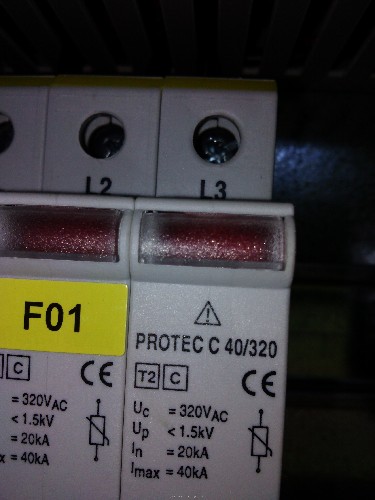 L2 L3
F01
PROTEC C 40/320
C CE T2 C CE
= 320VAC
< 1.5kV
= 20kA
x = 40kA
Uc = 320VAC
Up < 1.5kV
In = 20kA
Imax = 40kA